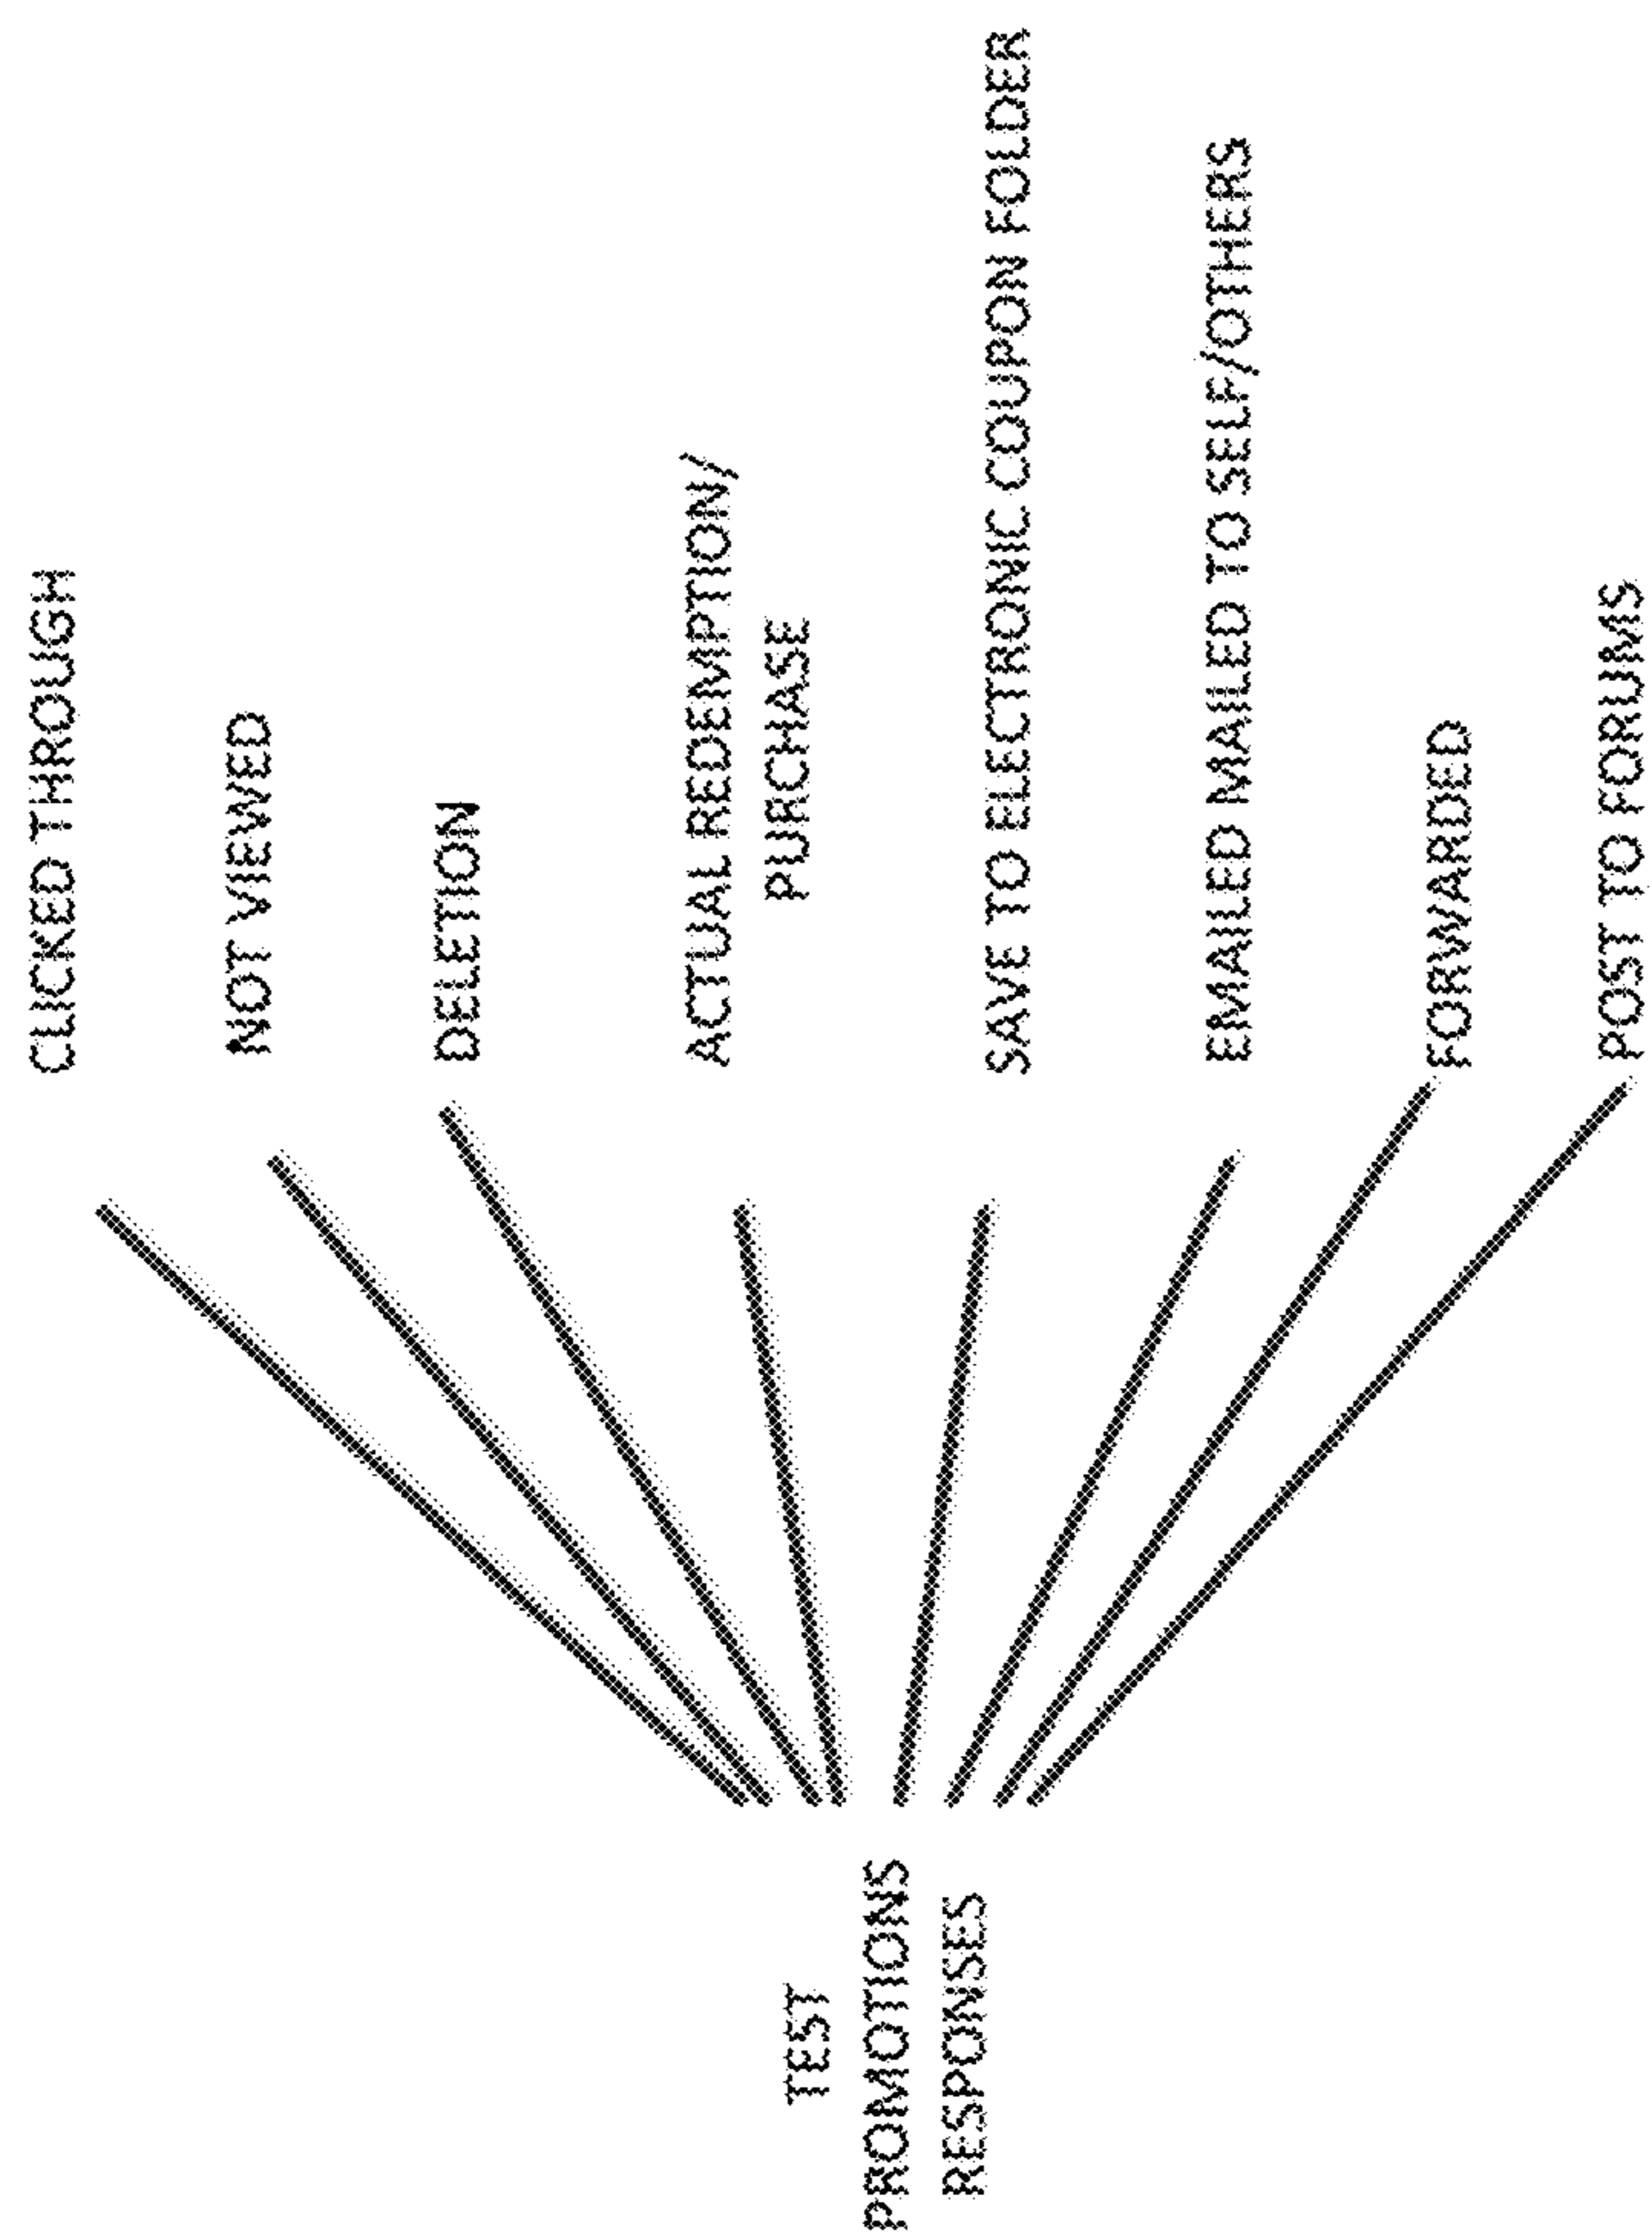 CLICKED THROUGH
NOT VIEWED
DELETION
TEST
PROMOTIONS
RESPONSES
ACTUAL REDEMPTION/
PURCHASE
SAVE TO ELECTRONIC COUPON FOLDER
EMAILED MAILED TO SELF/OTHERS
FORWARDED
POST TO FORUMS